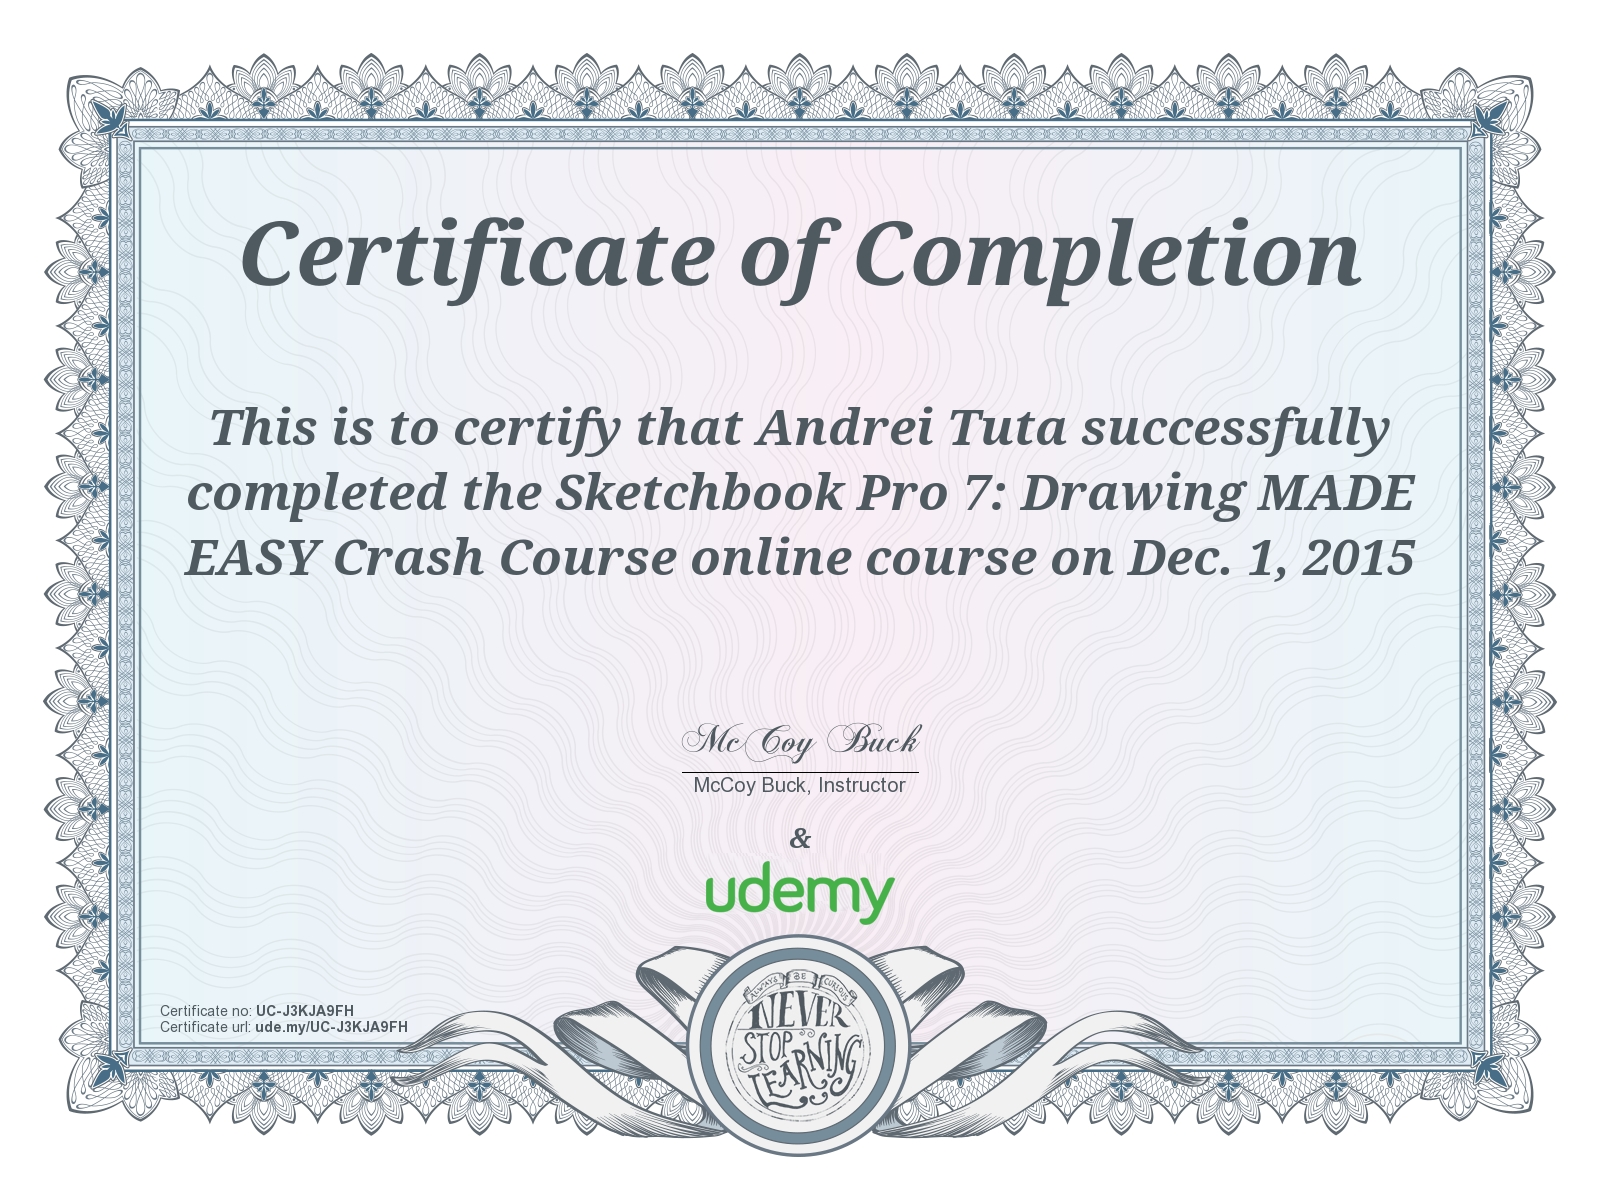 Certificate of Completion
This is to certify that Andrei Tuta successfully
completed the Sketchbook Pro 7: Drawing MADE
EASY Crash Course online course on Dec. 1, 2015
McCoy Buck
McCoy Buck, Instructor
&
udemy
ALWAYS BE CURIOUS
NEVER
STOP
LEARNING
Certificate no: UC-J3KJA9FH
Certificate url: ude.my/UC-J3KJA9FH